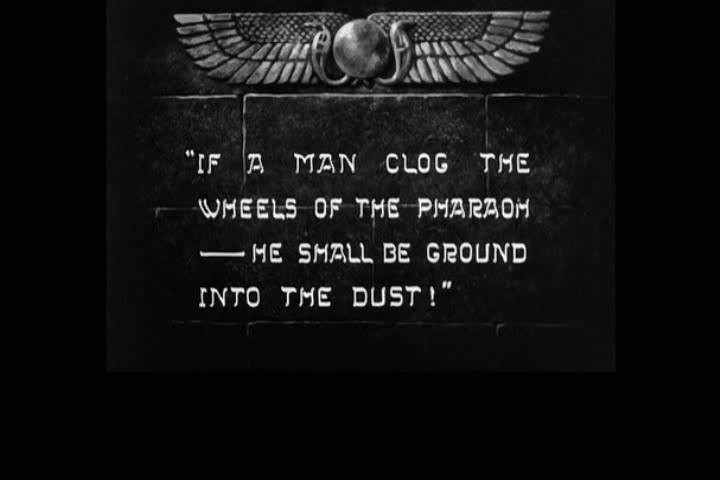 "IF A MAN CLOG THE
WHEELS OF THE PHARAOH
— HE SHALL BE GROUND
INTO THE DUST!"